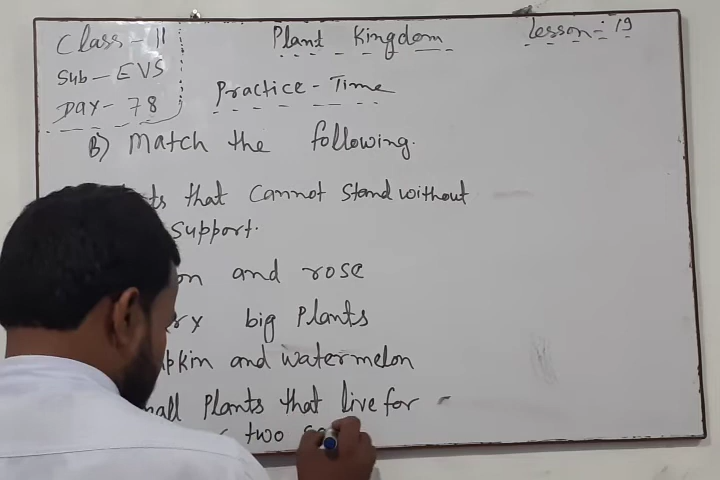 Class - II
Sub - EVS
Day - 78
Plant Kingdom
Lesson:- 19
Practice - Time
B) Match the following.
that cannot stand without
support.
and rose
big Plants
and watermelon
Plants that live for
two